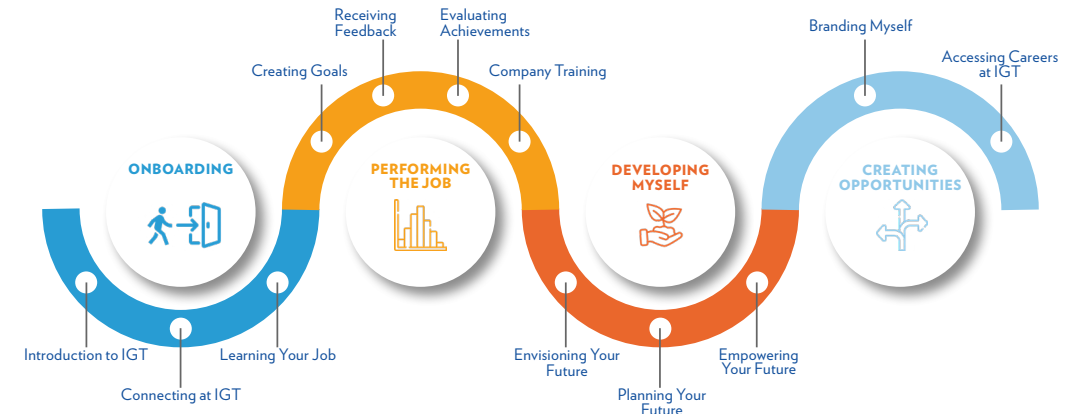 ONBOARDING
Introduction to IGT
Connecting at IGT
Learning Your Job
PERFORMING
THE JOB
Creating Goals
Receiving
Feedback
Evaluating
Achievements
Company Training
DEVELOPING
MYSELF
Envisioning Your
Future
Planning Your
Future
Empowering
Your Future
CREATING
OPPORTUNITIES
Branding Myself
Accessing Careers
at IGT